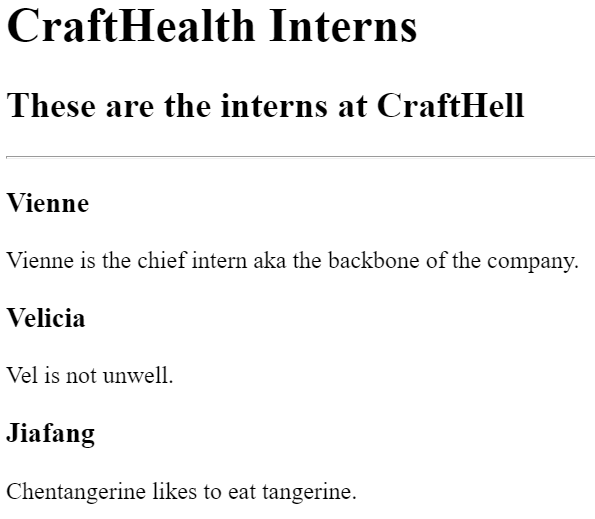 CraftHealth Interns
These are the interns at CraftHell
Vienne
Vienne is the chief intern aka the backbone of the company.
Velicia
Vel is not unwell.
Jiafang
Chentangerine likes to eat tangerine.